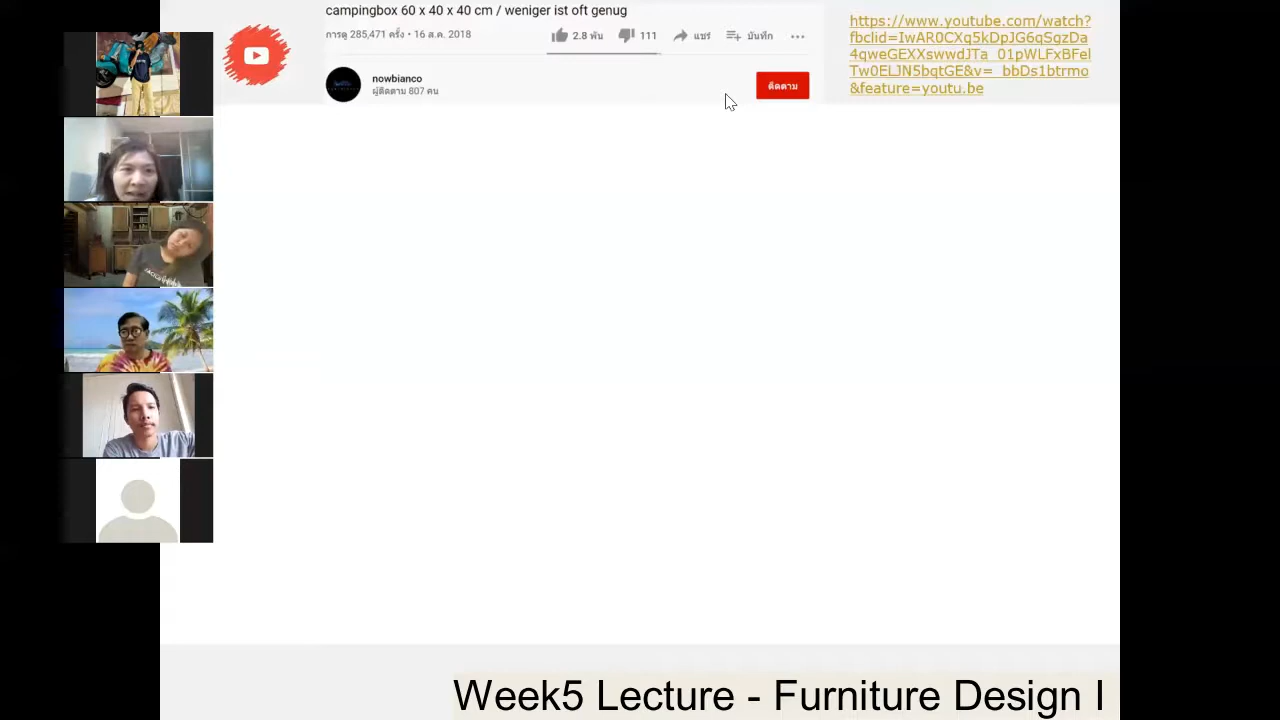 campingbox 60 x 40 x 40 cm / weniger ist oft genug
การดู 285,471 ครั้ง • 16 ส.ค. 2018
2.8 พัน 111 แชร์ บันทึก
nowbianco
ผู้ติดตาม 807 คน
ติดตาม
https://www.youtube.com/watch?
fbclid=IwAR0CXq5kDpJG6qSgzDa
4qweGEXXswwdJTa_01pWLFxBFel
Tw0ELJN5bqtGE&v=_bbDs1btrmo
&feature=youtu.be
Week5 Lecture - Furniture Design I